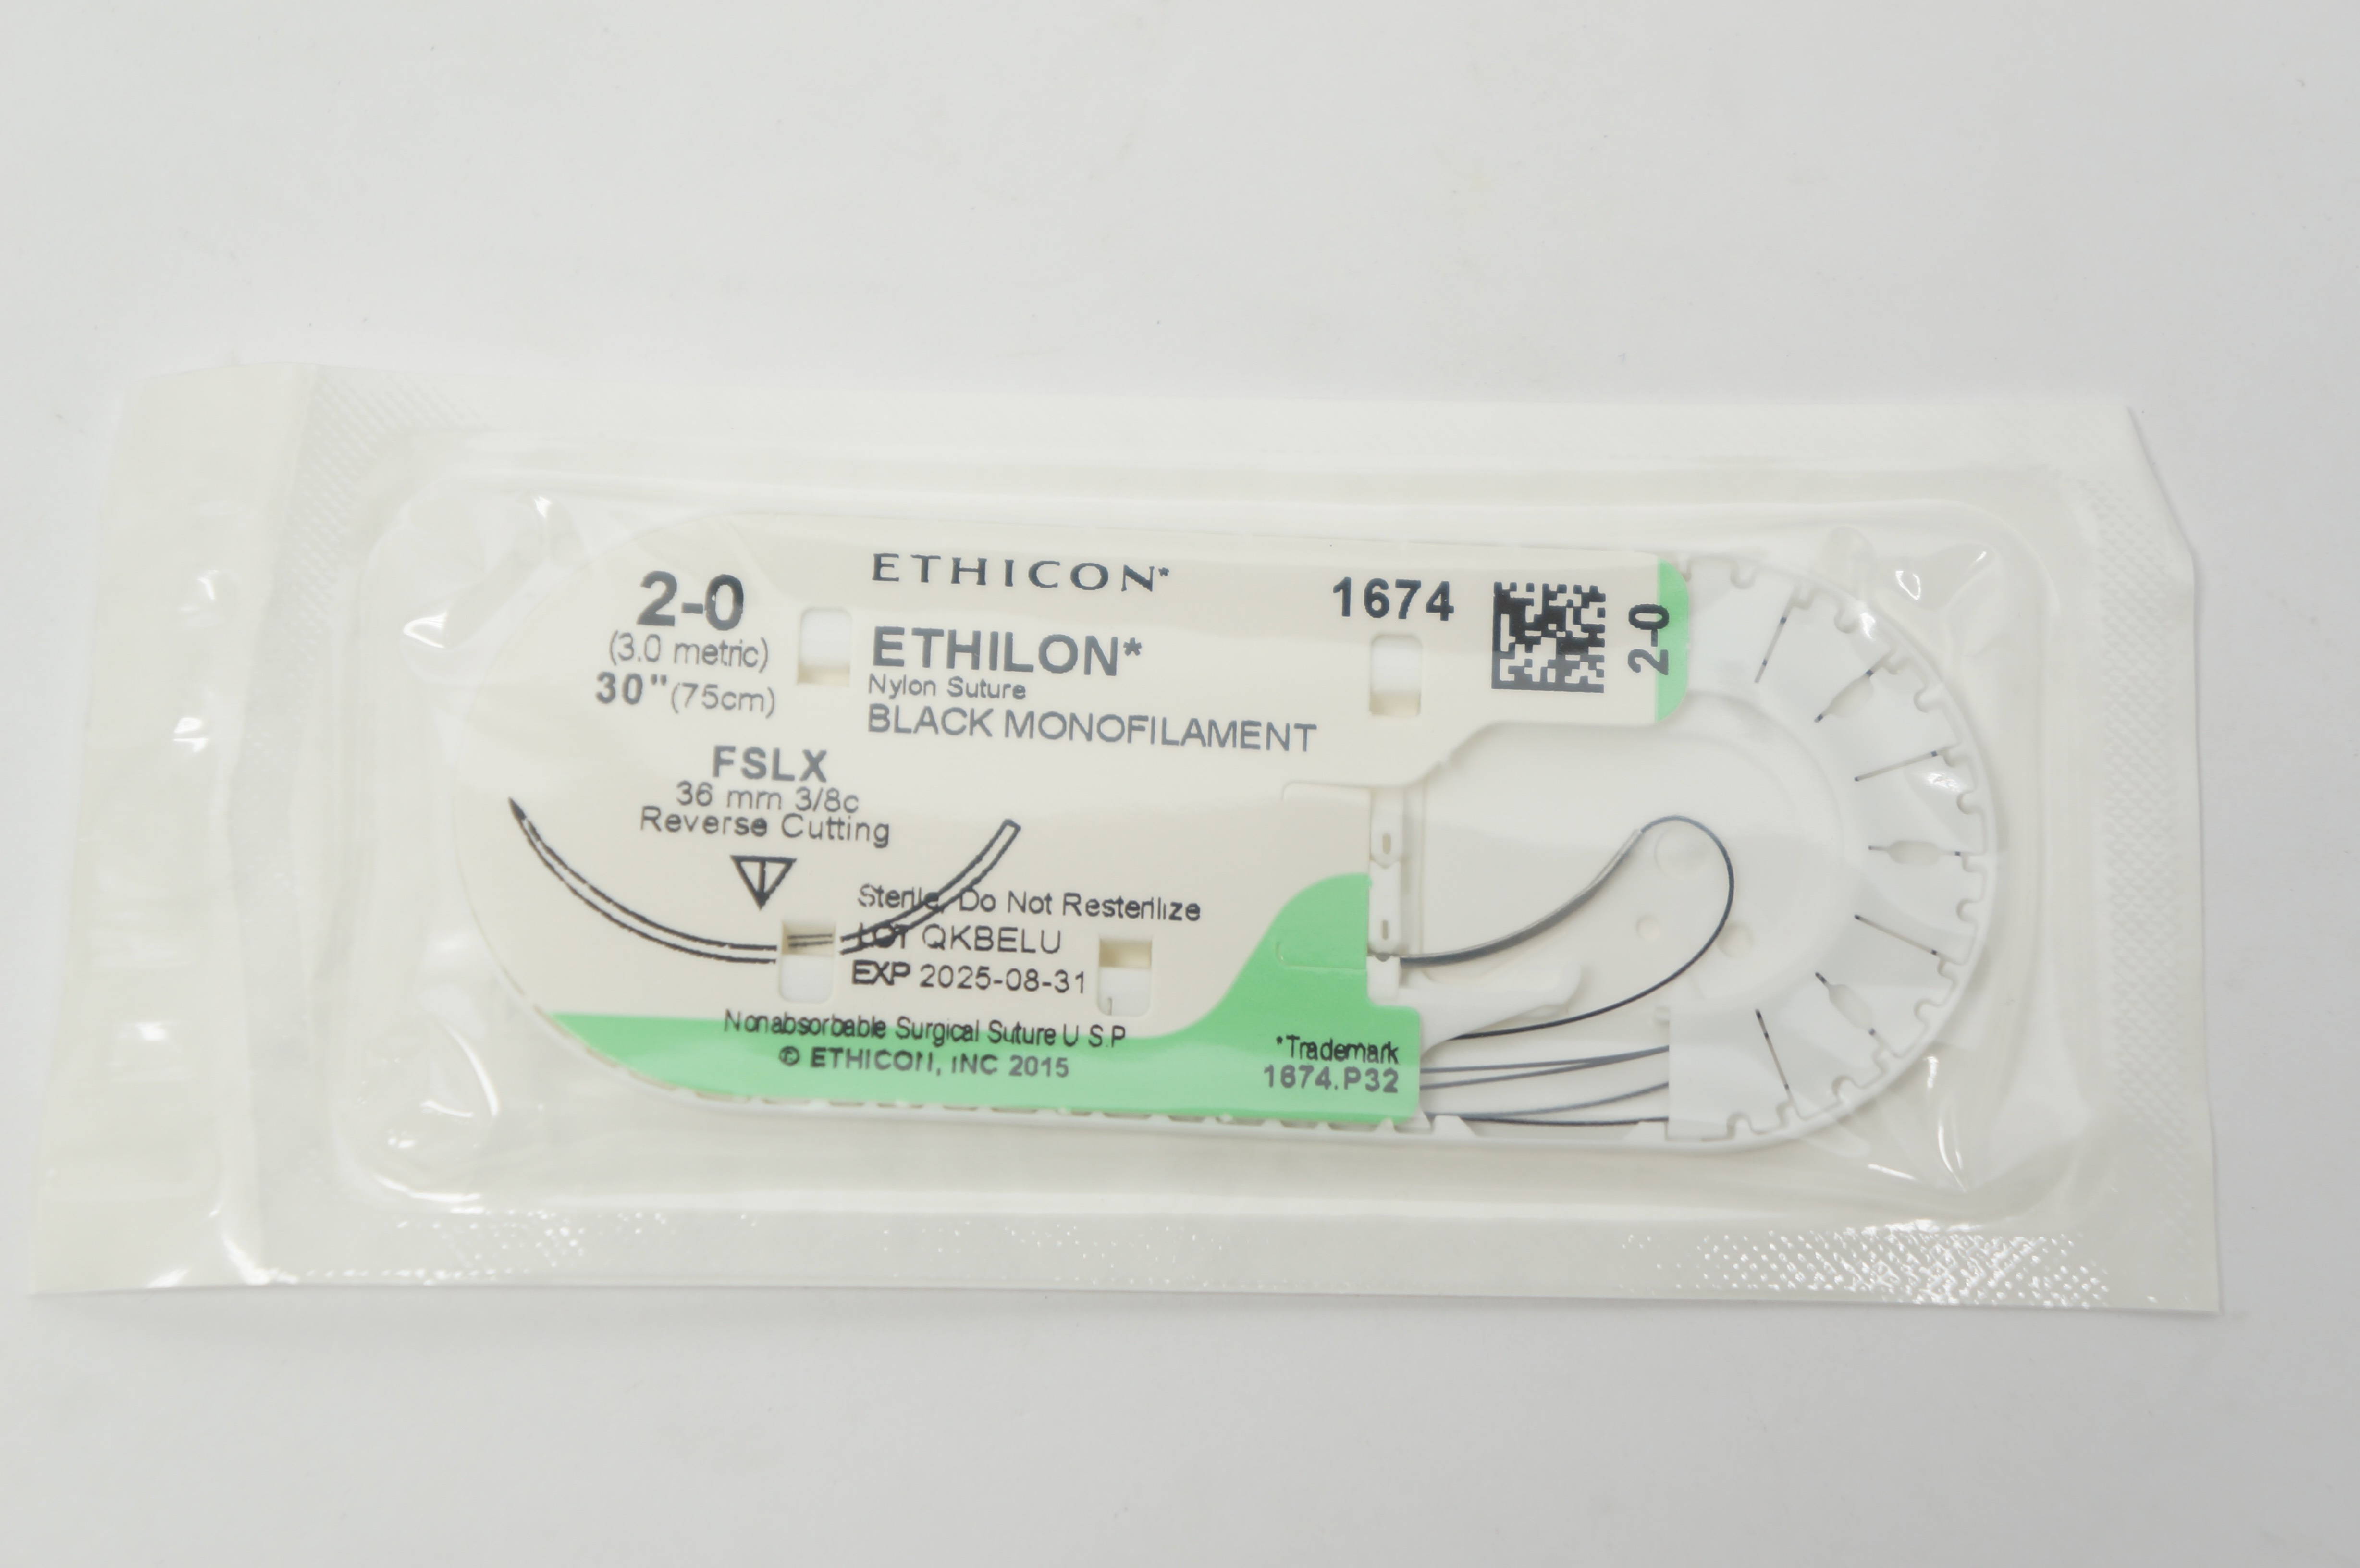 2-0
(3.0 metric)
30" (75cm)
ETHICON*
ETHILON*
Nylon Suture
BLACK MONOFILAMENT
1674
2-0
FSLX
36 mm 3/8c
Reverse Cutting
Sterile, Do Not Resterilize
LOT QKBELU
EXP 2025-08-31
Nonabsorbable Surgical Suture U S.P
© ETHICON, INC 2015
*Trademark
1674.P32